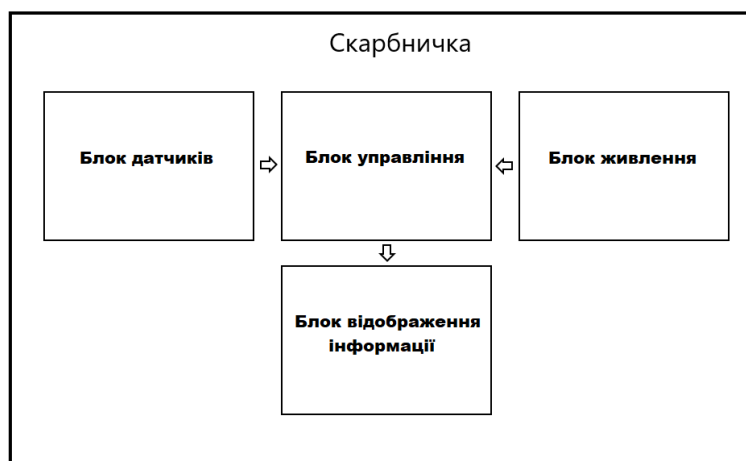 Скарбничка
Блок датчиків
Блок управління
Блок живлення
Блок відображення
інформації